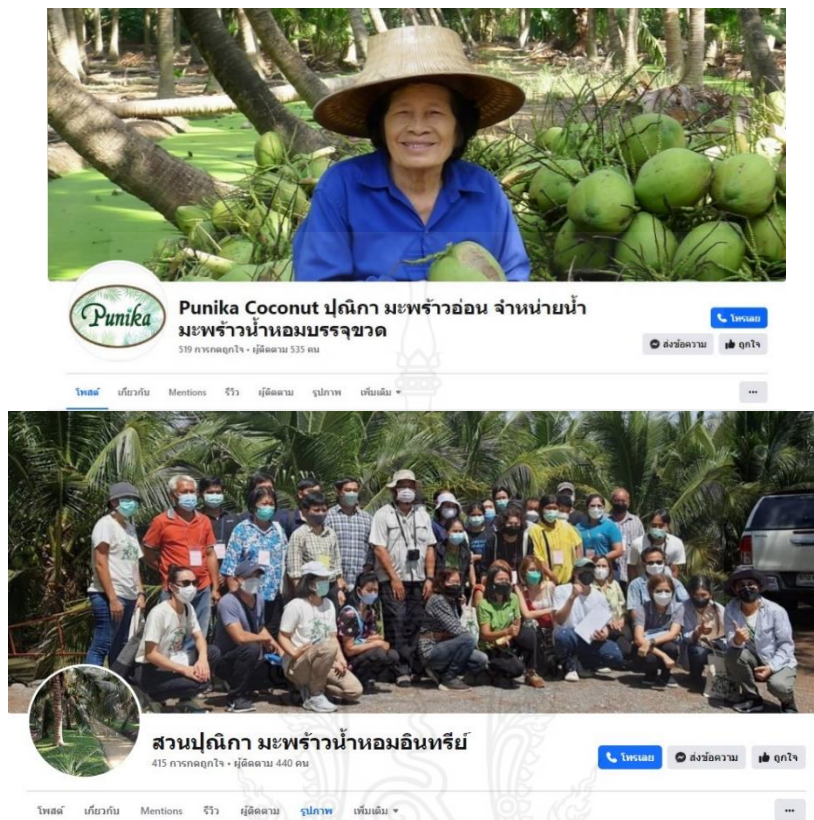 Punika
Punika Coconut ปุณิกา มะพร้าวอ่อน จำหน่ายน้ำ
มะพร้าวน้ำหอมบรรจุขวด
519 การกดถูกใจ • ผู้ติดตาม 535 คน
โทรเลย
ส่งข้อความ ถูกใจ
โพสต์ เกี่ยวกับ Mentions รีวิว ผู้ติดตาม รูปภาพ เพิ่มเติม
สวนปุณิกา มะพร้าวน้ำหอมอินทรีย์
415 การกดถูกใจ • ผู้ติดตาม 440 คน
โทรเลย ส่งข้อความ ถูกใจ
โพสต์ เกี่ยวกับ Mentions รีวิว ผู้ติดตาม รูปภาพ เพิ่มเติม